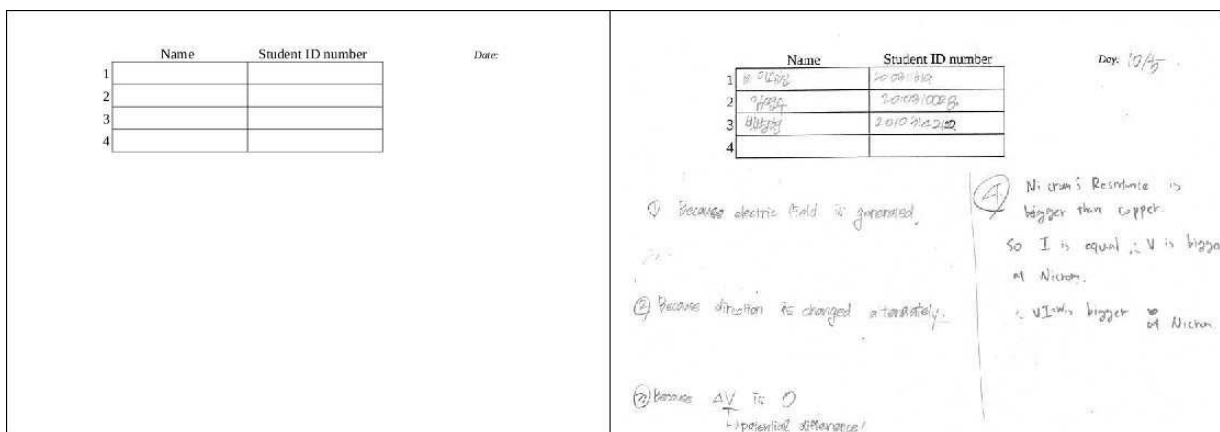 Name Student ID number Date:
1
2
3
4
Name Student ID number Day: 10/5
1
2
3
4
① Because electric field is generated.
② Because direction is changed alternately.
③ Because ΔV is 0
↳potential difference!
④ Nicrom's Resistance is
bigger than copper.
So I is equal ∴ V is bigger
at Nicrom.
∴ VI=W is bigger
at Nicrom